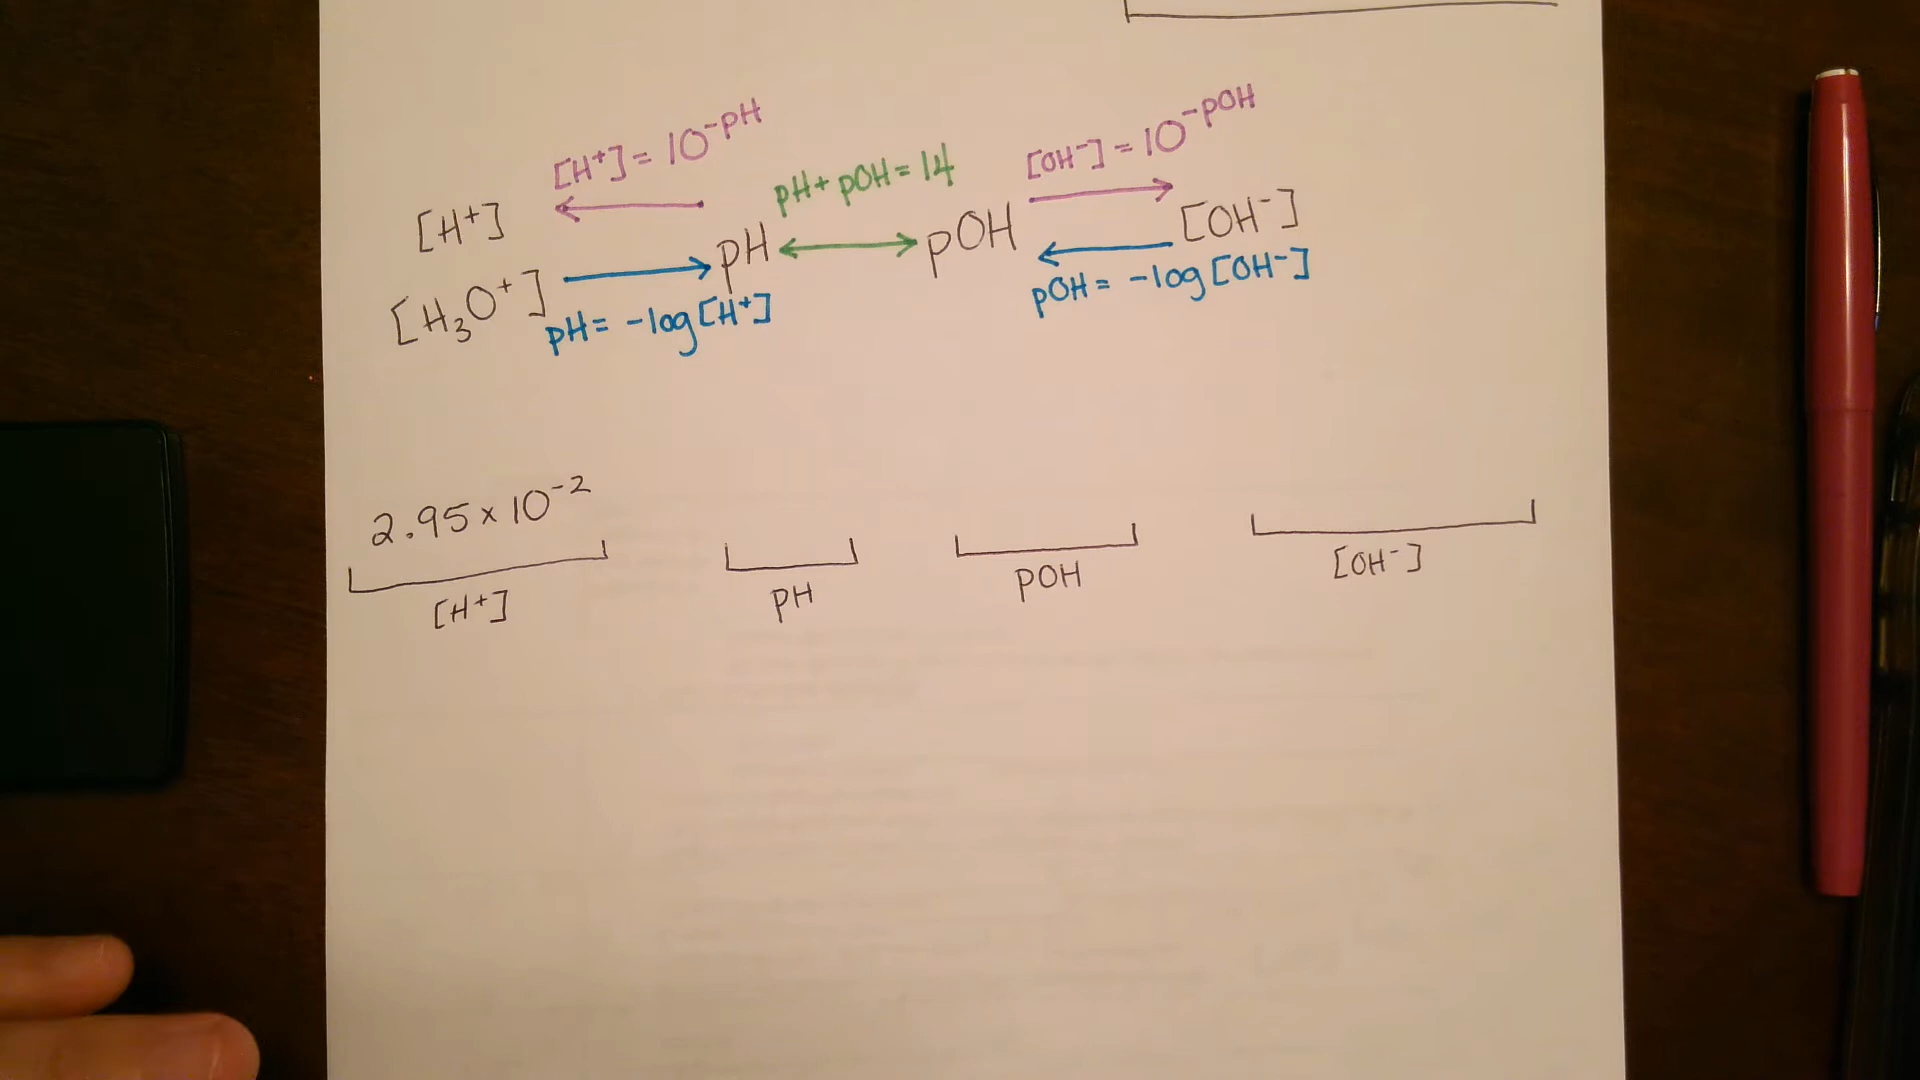 [H⁺] = 10⁻ᵖᴴ
pH + pOH = 14
[OH⁻] = 10⁻ᵖᴼᴴ
[H⁺]
[H₃O⁺]
pH
pOH
[OH⁻]
pH = -log[H⁺]
pOH = -log[OH⁻]
2.95 x 10⁻²
[H⁺]
pH
pOH
[OH⁻]